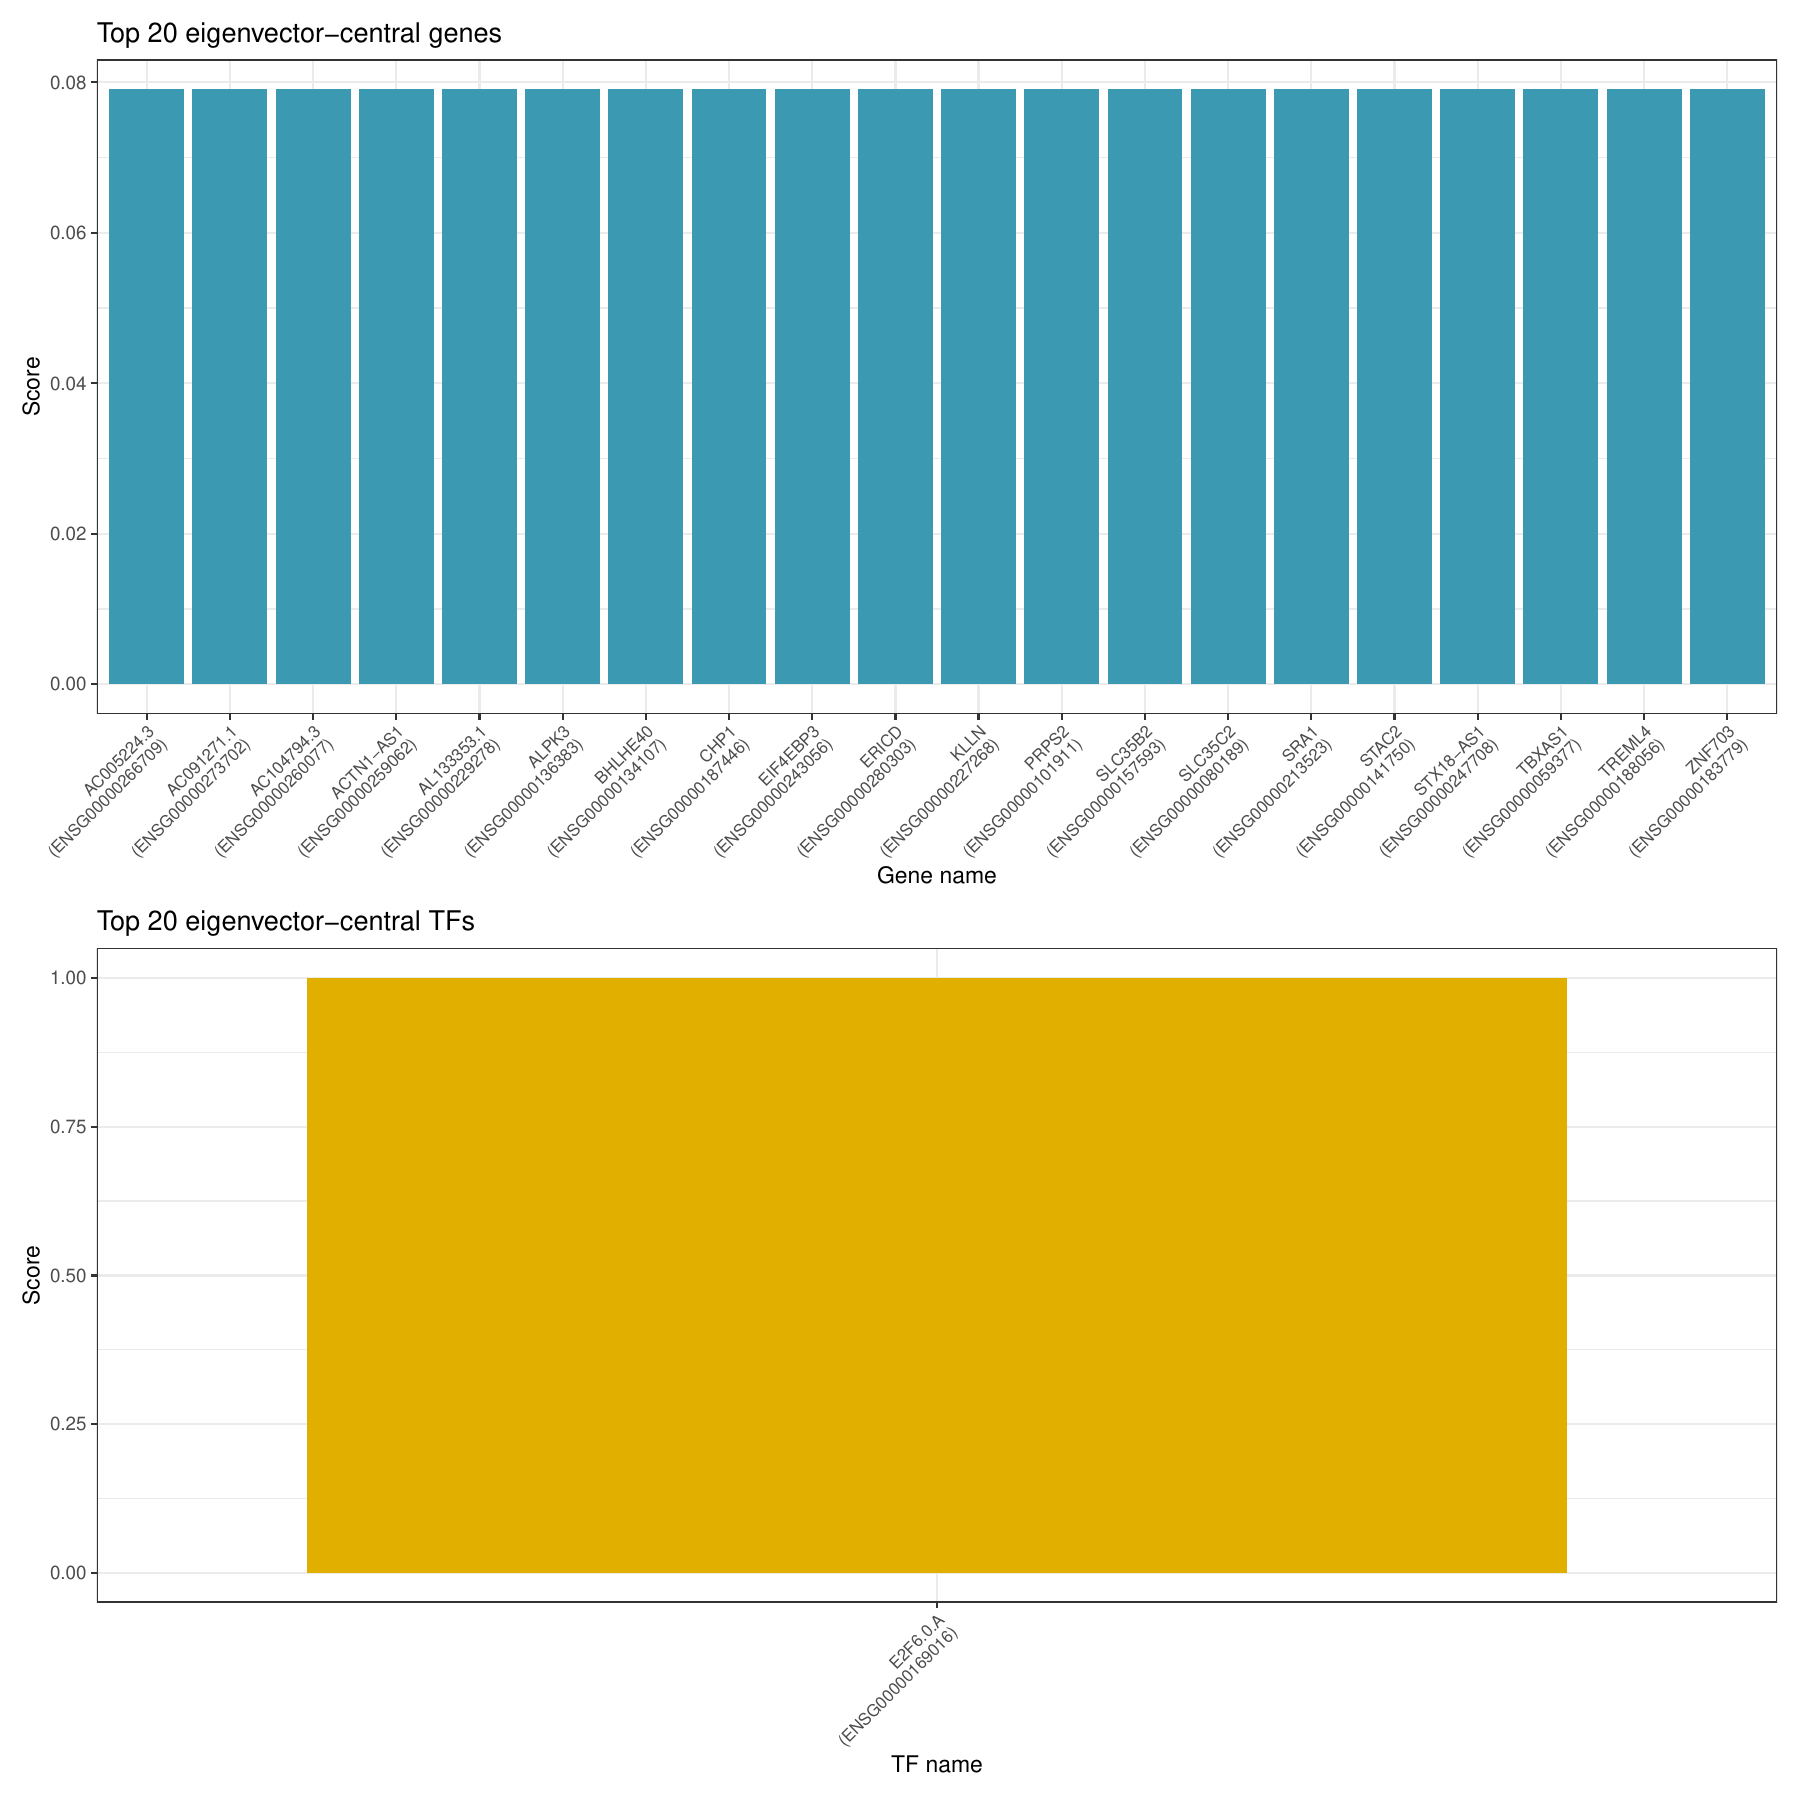 Top 20 eigenvector−central genes
Score
0.08
0.06
0.04
0.02
0.00
AC005224.3
(ENSG00000266709)
AC091271.1
(ENSG00000273702)
AC104794.3
(ENSG00000260077)
ACTN1−AS1
(ENSG00000259062)
AL133353.1
(ENSG00000229278)
ALPK3
(ENSG00000136383)
BHLHE40
(ENSG00000134107)
CHP1
(ENSG00000187446)
EIF4EBP3
(ENSG00000243056)
ERICD
(ENSG00000280303)
KLLN
(ENSG00000227268)
PRPS2
(ENSG00000101911)
SLC35B2
(ENSG00000157593)
SLC35C2
(ENSG00000080189)
SRA1
(ENSG00000213523)
STAC2
(ENSG00000141750)
STX18−AS1
(ENSG00000247708)
TBXAS1
(ENSG00000059377)
TREML4
(ENSG00000188056)
ZNF703
(ENSG00000183779)
Gene name
Top 20 eigenvector−central TFs
Score
1.00
0.75
0.50
0.25
0.00
E2F6.0.A
(ENSG00000169016)
TF name